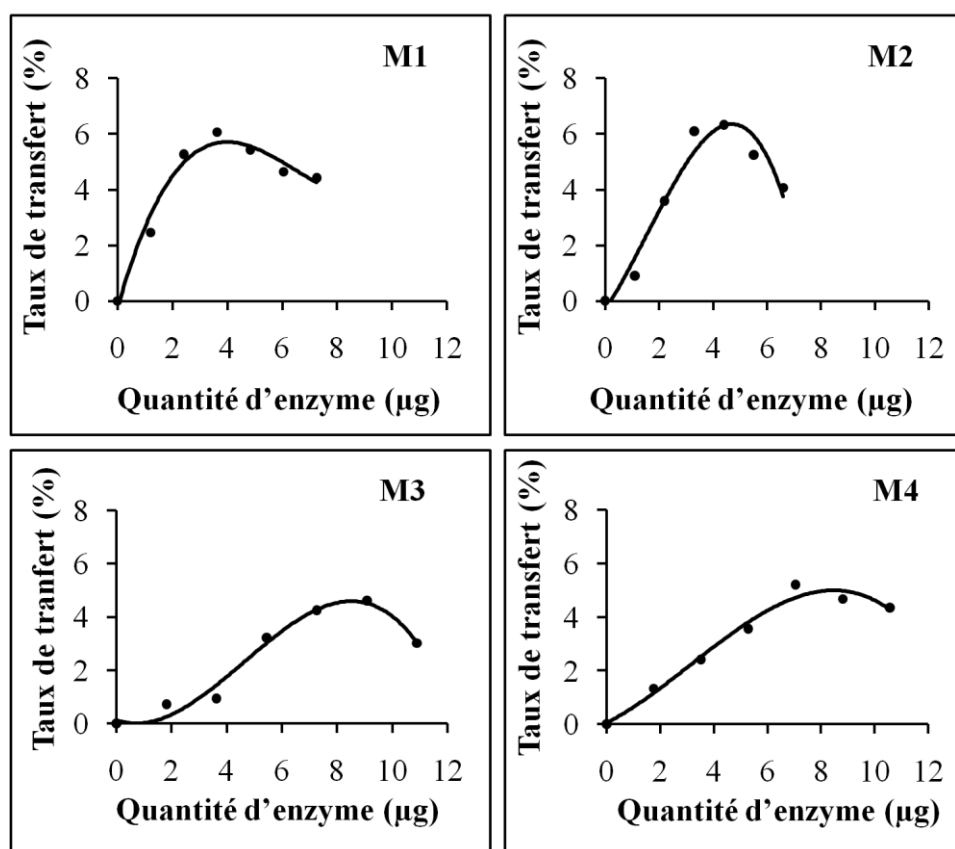 M1
Taux de transfert (%)
8
6
4
2
0
0 2 4 6 8 10 12
Quantité d’enzyme (µg)
M2
Taux de transfert (%)
8
6
4
2
0
0 2 4 6 8 10 12
Quantité d’enzyme (µg)
M3
Taux de tranfert (%)
8
6
4
2
0
0 2 4 6 8 10 12
Quantité d’enzyme (µg)
M4
Taux de transfert (%)
8
6
4
2
0
0 2 4 6 8 10 12
Quantité d’enzyme (µg)